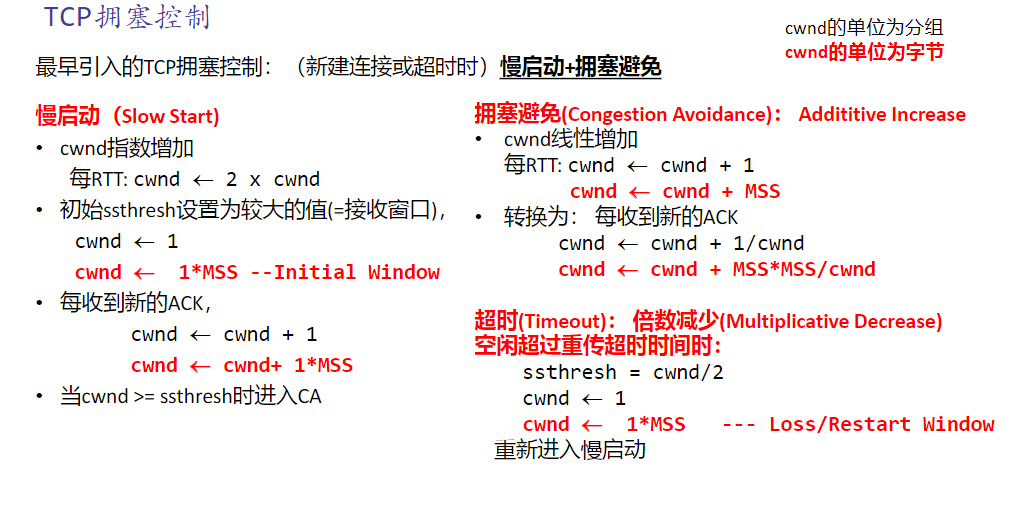 TCP拥塞控制
cwnd的单位为分组
cwnd的单位为字节
最早引入的TCP拥塞控制：（新建连接或超时时）慢启动+拥塞避免
慢启动（Slow Start)
• cwnd指数增加
每RTT: cwnd ← 2 x cwnd
• 初始ssthresh设置为较大的值(=接收窗口)，
cwnd ← 1
cwnd ← 1*MSS --Initial Window
• 每收到新的ACK，
cwnd ← cwnd + 1
cwnd ← cwnd+ 1*MSS
• 当cwnd >= ssthresh时进入CA
拥塞避免(Congestion Avoidance)： Addititive Increase
• cwnd线性增加
每RTT: cwnd ← cwnd + 1
cwnd ← cwnd + MSS
• 转换为： 每收到新的ACK
cwnd ← cwnd + 1/cwnd
cwnd ← cwnd + MSS*MSS/cwnd
超时(Timeout)： 倍数减少(Multiplicative Decrease)
空闲超过重传超时时间时：
ssthresh = cwnd/2
cwnd ← 1
cwnd ← 1*MSS --- Loss/Restart Window
重新进入慢启动